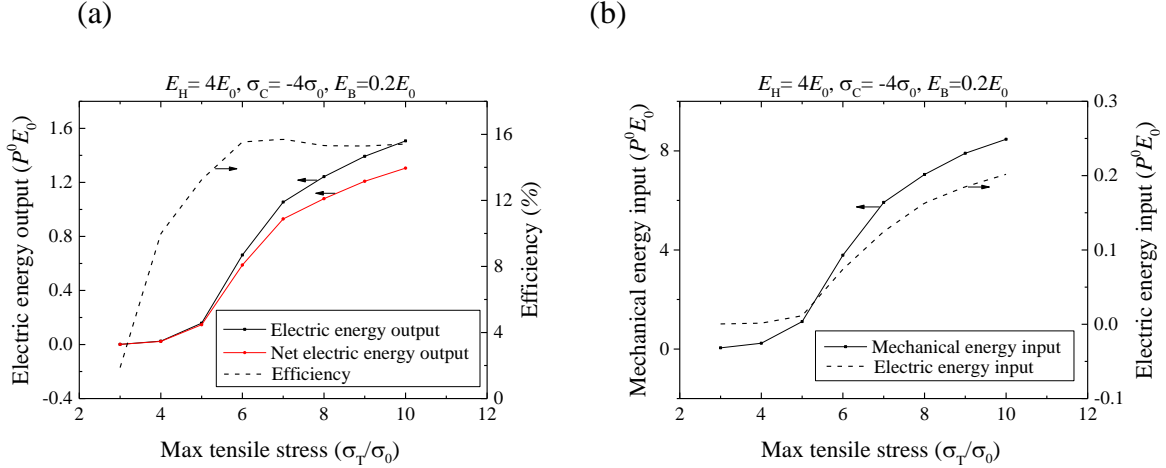 (a)
E_H= 4E_0, σ_C= -4σ_0, E_B=0.2E_0
Electric energy output (P^0E_0)
1.6
1.2
0.8
0.4
0.0
-0.4
16
12
8
4
0
Efficiency (%)
Electric energy output
Net electric energy output
Efficiency
2 4 6 8 10 12
Max tensile stress (σ_T/σ_0)
(b)
E_H= 4E_0, σ_C= -4σ_0, E_B=0.2E_0
Mechanical energy input (P^0E_0)
8
4
0
0.3
0.2
0.1
0.0
-0.1
Electric energy input (P^0E_0)
Mechanical energy input
Electric energy input
2 4 6 8 10 12
Max tensile stress (σ_T/σ_0)